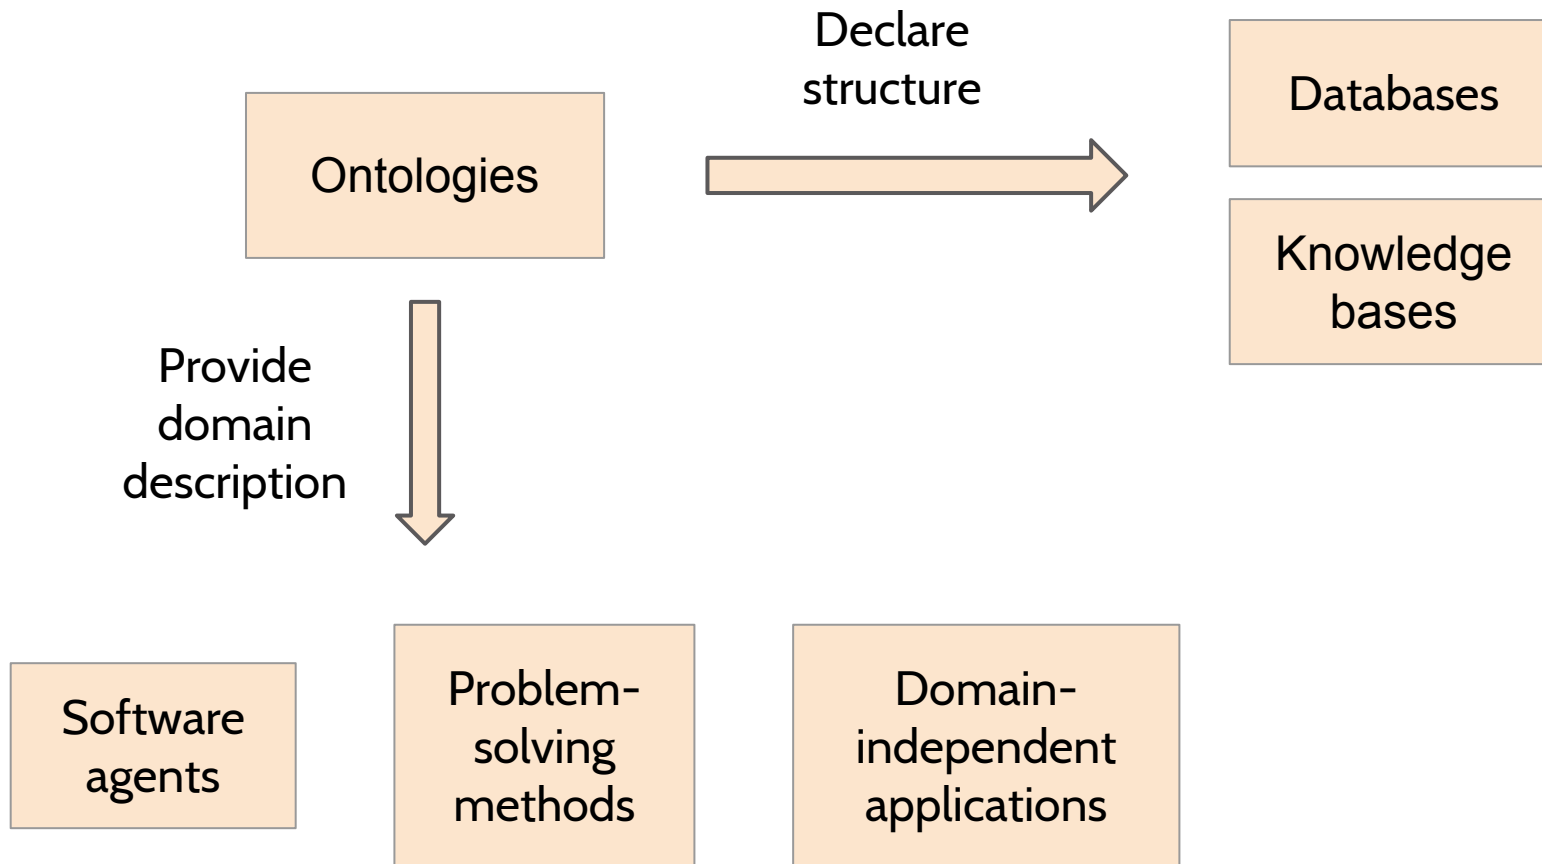 Declare
structure
Databases
Ontologies
Knowledge
bases
Provide
domain
description
Software
agents
Problem-
solving
methods
Domain-
independent
applications